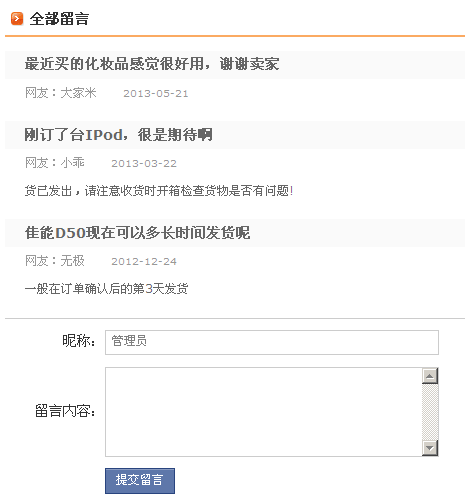 全部留言
最近买的化妆品感觉很好用，谢谢卖家
网友：大家米 2013-05-21
刚订了台IPod，很是期待啊
网友：小乖 2013-03-22
货已发出，请注意收货时开箱检查货物是否有问题!
佳能D50现在可以多长时间发货呢
网友：无极 2012-12-24
一般在订单确认后的第3天发货
昵称： 管理员
留言内容：
提交留言